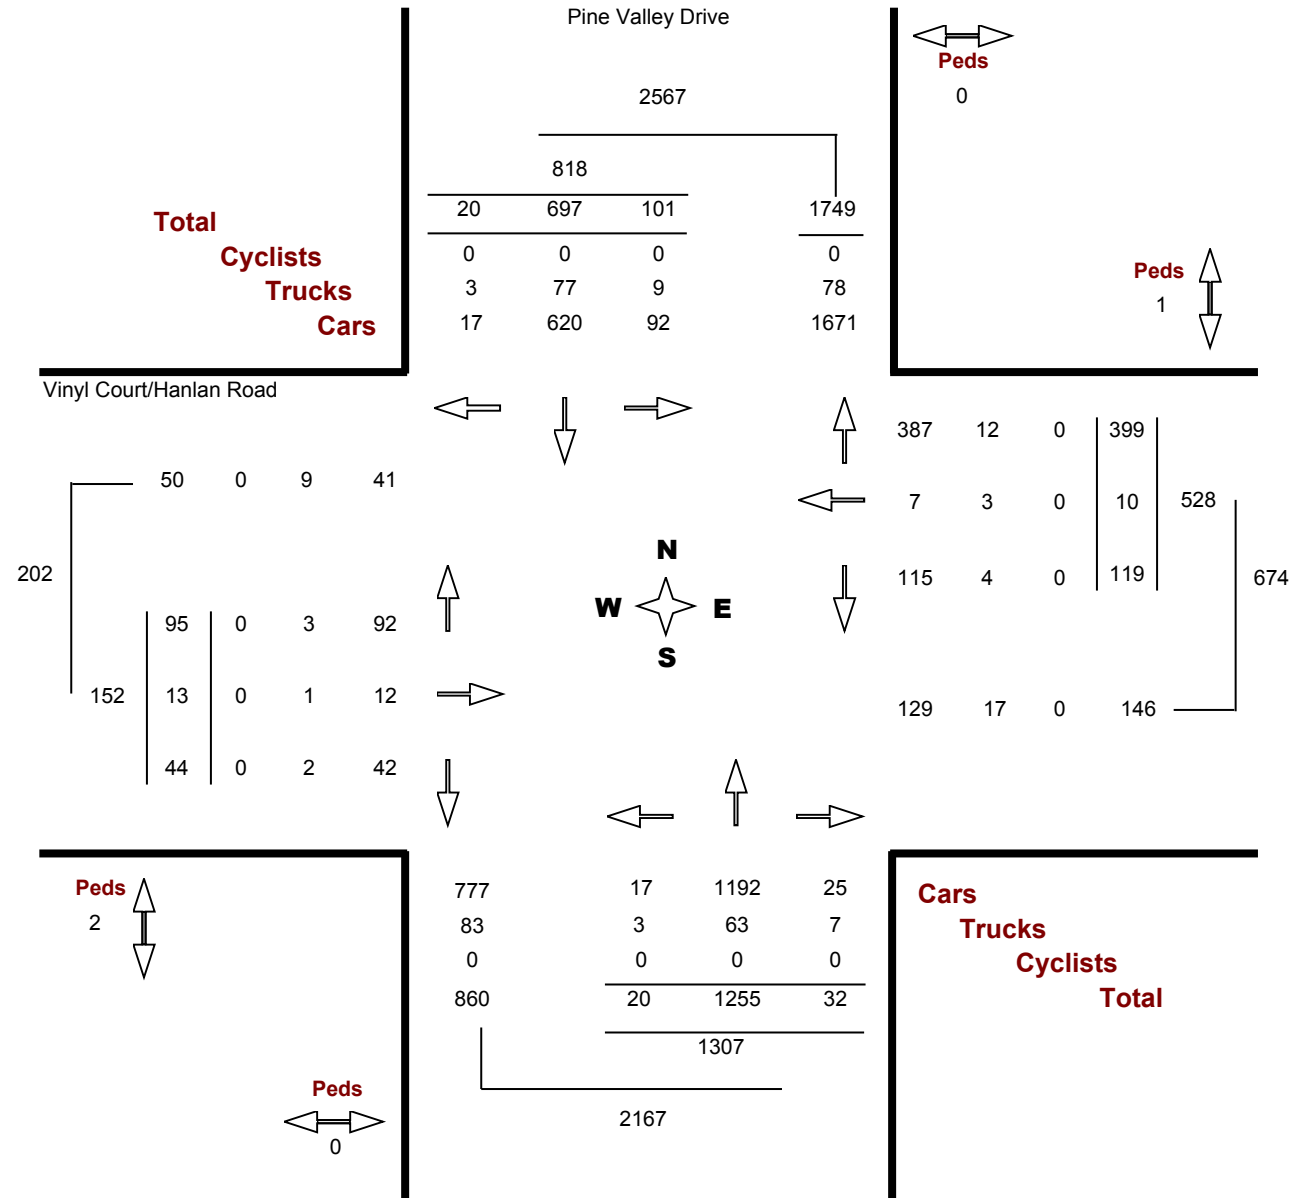 Pine Valley Drive
Peds
0
2567
818
20 697 101 1749
Total
0 0 0 0
Cyclists
3 77 9 78
Trucks
17 620 92 1671
Cars
Peds
1
Vinyl Court/Hanlan Road
387 12 0 399
50 0 9 41
7 3 0 10 528
N
202
115 4 0 119 674
W E
95 0 3 92
S
152 13 0 1 12
129 17 0 146
44 0 2 42
Peds
2
777 17 1192 25
Cars
83 3 63 7
Trucks
0 0 0 0
Cyclists
860 20 1255 32
Total
1307
Peds
0
2167